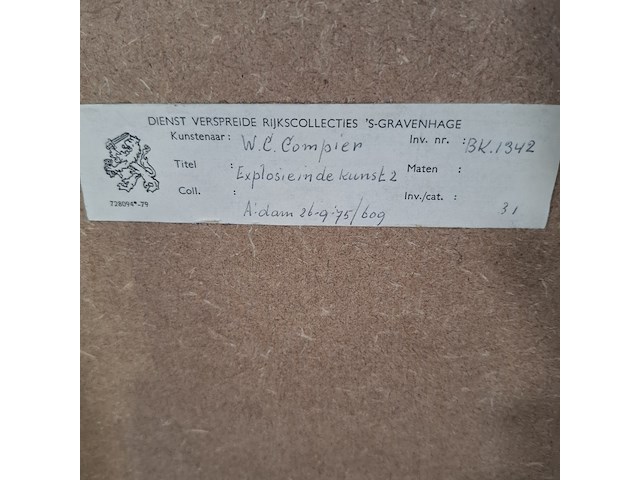 DIENST VERSPREIDE RIJKSCOLLECTIES 'S-GRAVENHAGE
Kunstenaar : W.C. Compier Inv. nr. : BK.1342
Titel : Explosie in de kunst 2 Maten :
Coll. : A'dam 26-9-75/609 Inv./cat. : 31
728094*-79